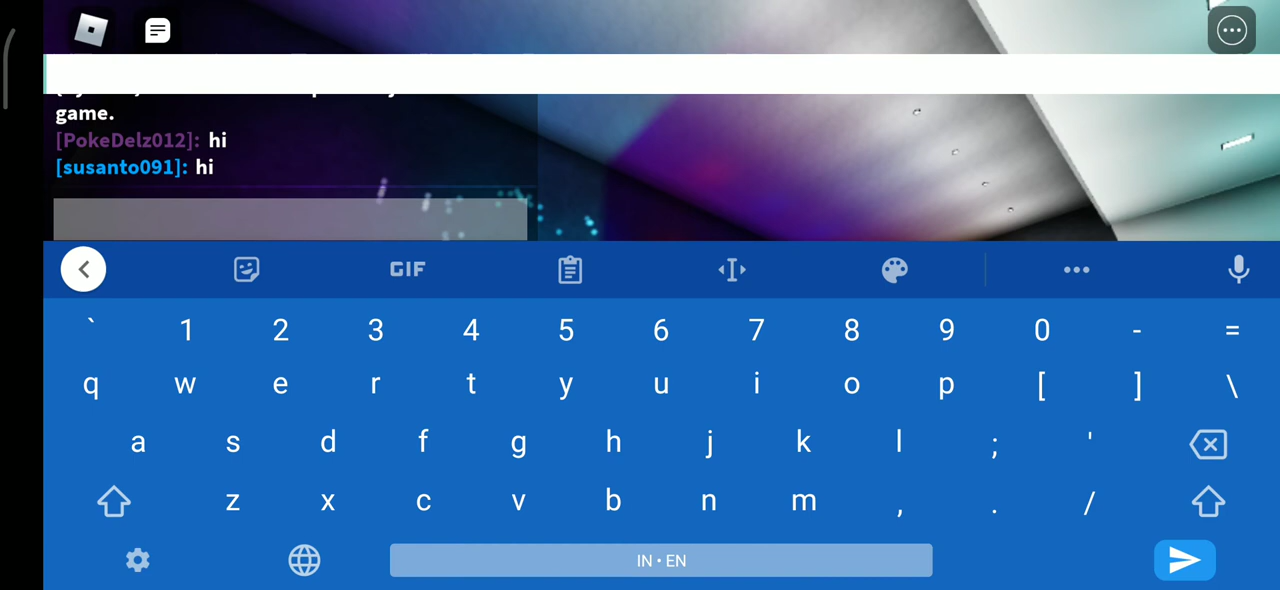 game.
[PokeDelz012]: hi
[susanto091]: hi
GIF
` 1 2 3 4 5 6 7 8 9 0 - =
q w e r t y u i o p [ ] \
a s d f g h j k l ; '
z x c v b n m , . /
IN • EN